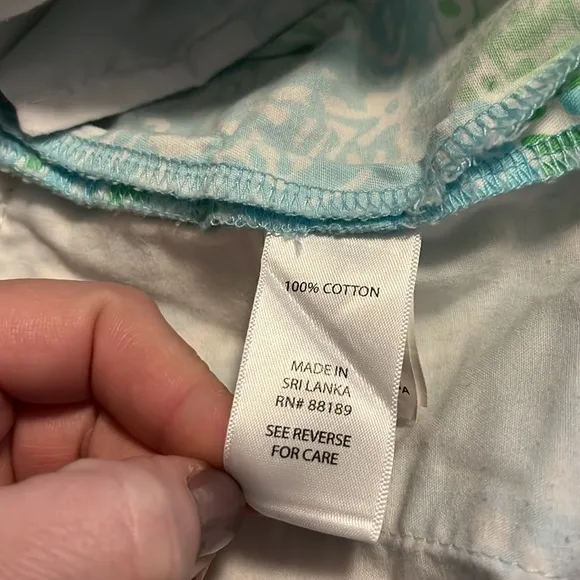 100% COTTON
MADE IN
SRI LANKA
RN# 88189
SEE REVERSE
FOR CARE